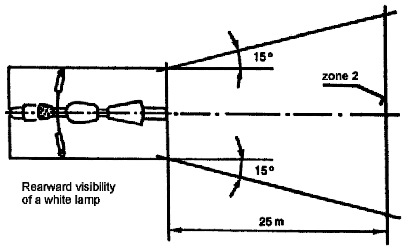 15°
zone 2
15°
Rearward visibility
of a white lamp
25 m